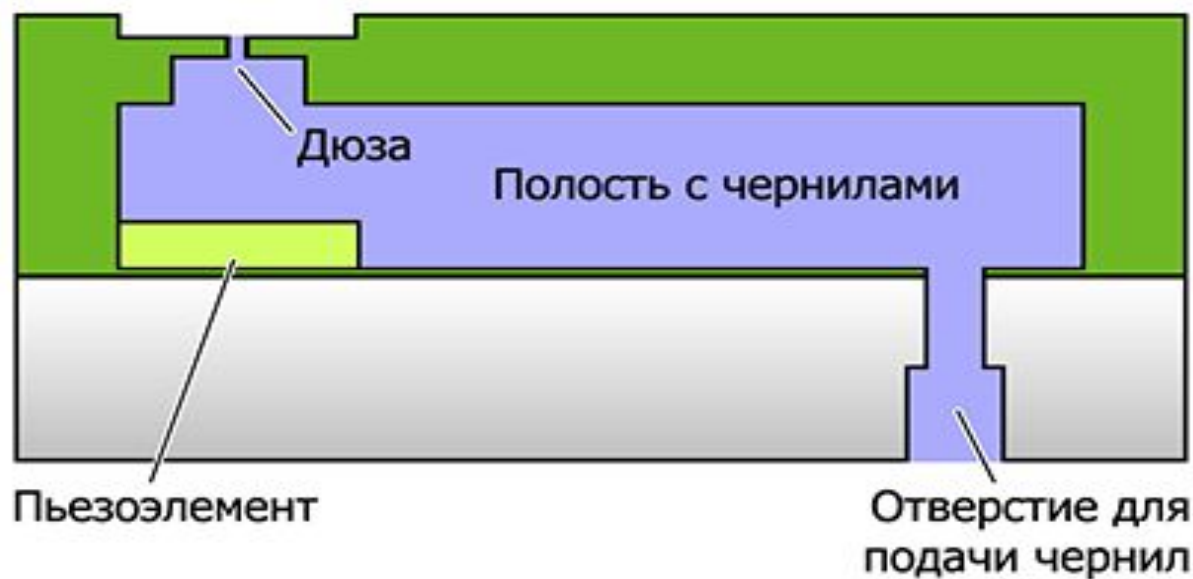 Дюза
Полость с чернилами
Пьезоэлемент
Отверстие для
подачи чернил